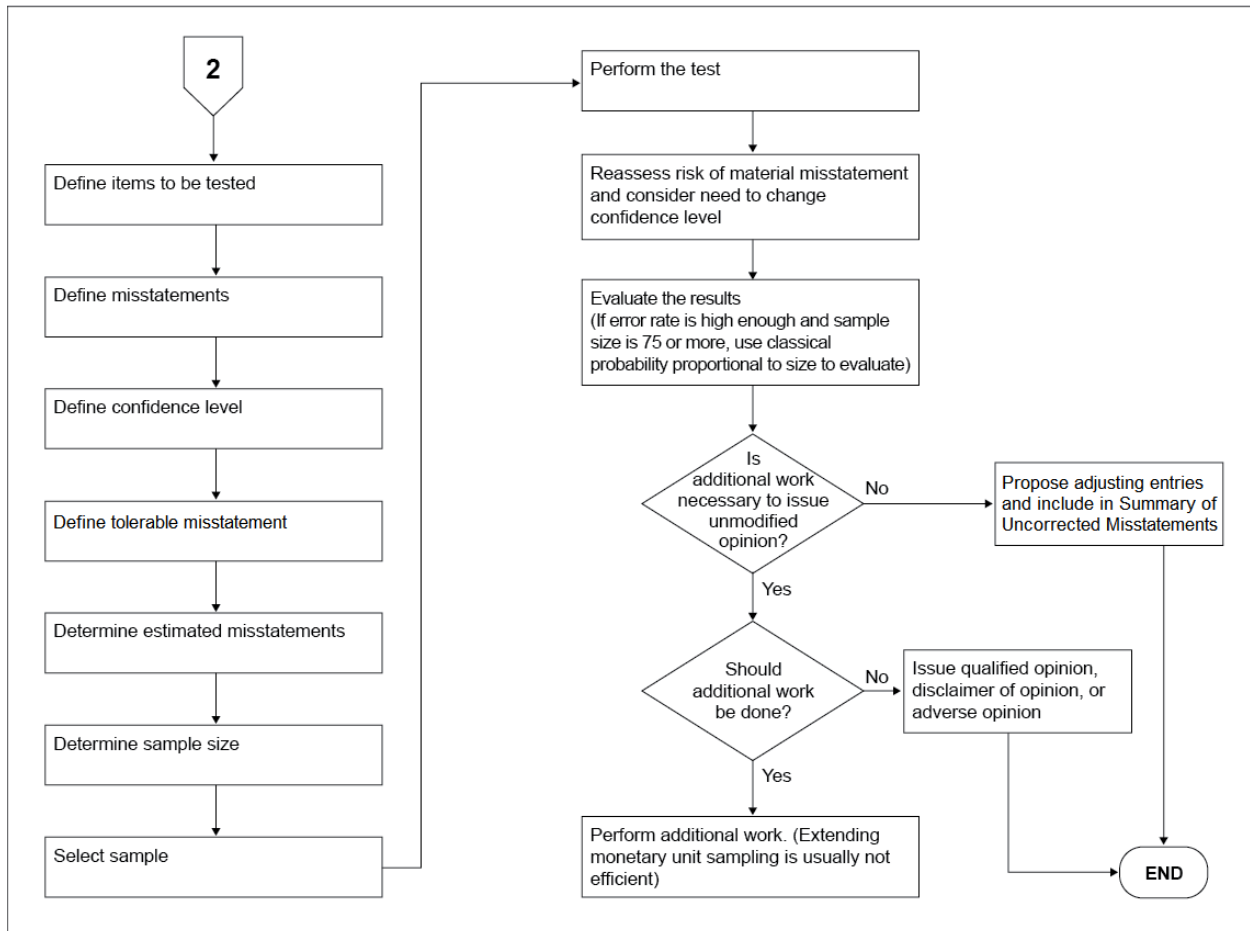 2
Define items to be tested
Define misstatements
Define confidence level
Define tolerable misstatement
Determine estimated misstatements
Determine sample size
Select sample
Perform the test
Reassess risk of material misstatement
and consider need to change
confidence level
Evaluate the results
(If error rate is high enough and sample
size is 75 or more, use classical
probability proportional to size to evaluate)
Is
additional work
necessary to issue
unmodified
opinion?
No
Propose adjusting entries
and include in Summary of
Uncorrected Misstatements
Yes
Should
additional work
be done?
No
Issue qualified opinion,
disclaimer of opinion, or
adverse opinion
Yes
Perform additional work. (Extending
monetary unit sampling is usually not
efficient)
END